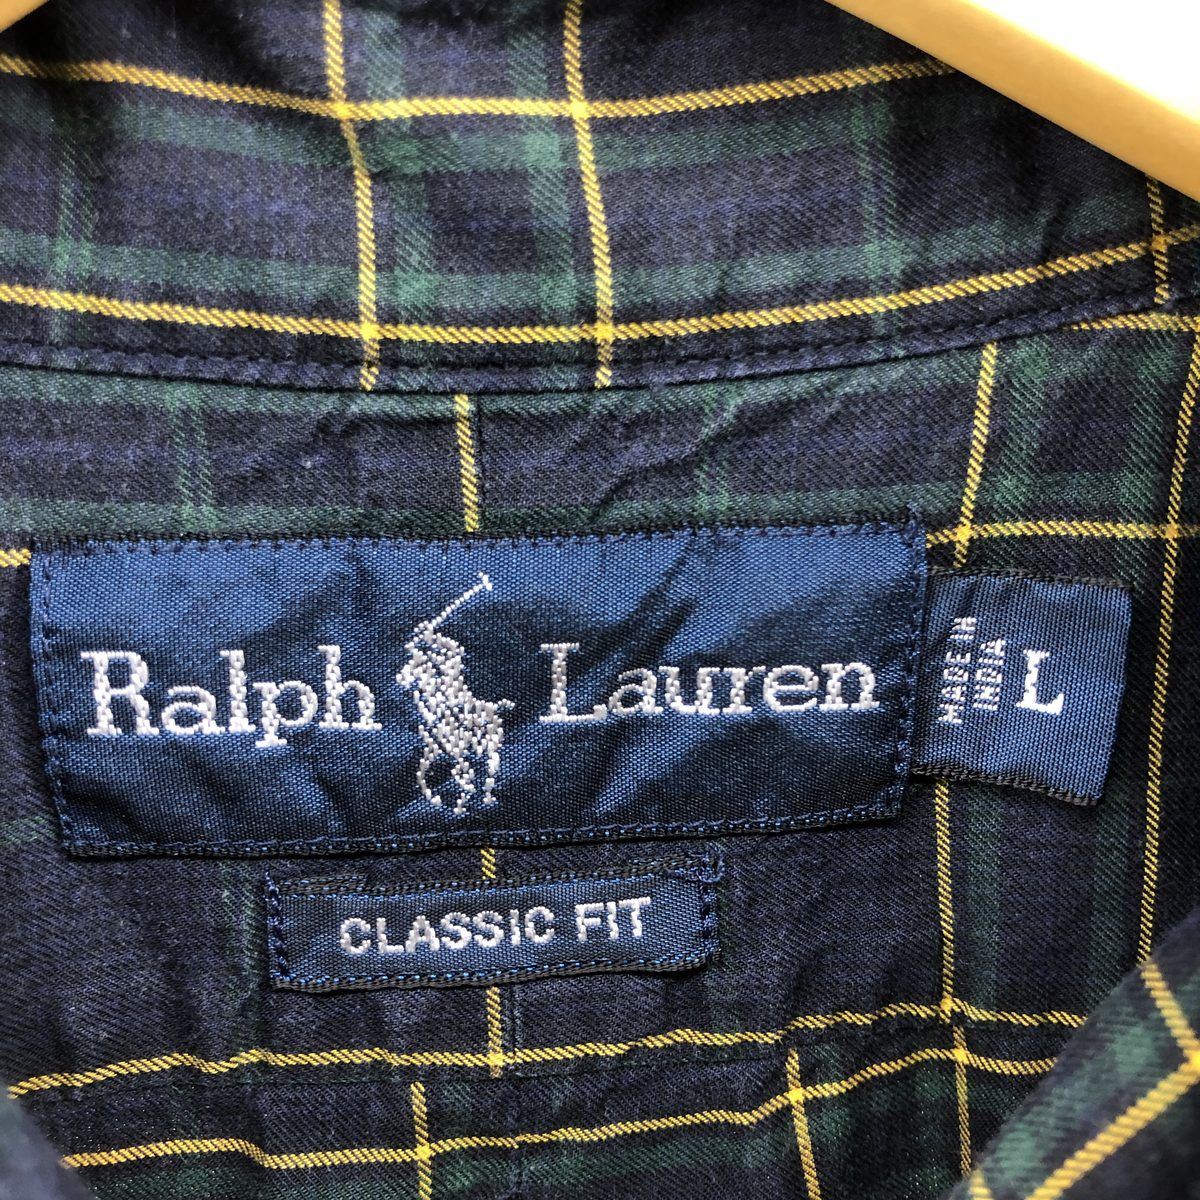 Ralph Lauren
MADE IN
INDIA
L
CLASSIC FIT